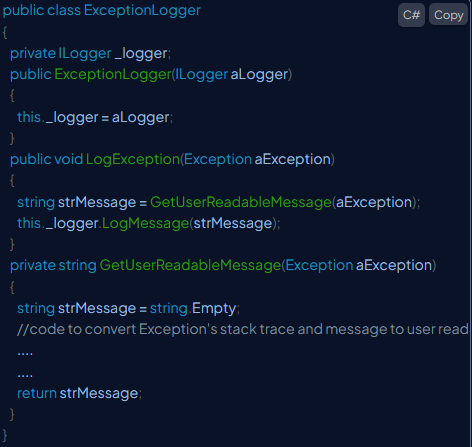 public class ExceptionLogger
C# Copy
{
private ILogger _logger;
public ExceptionLogger(ILogger aLogger)
{
this._logger = aLogger;
}
public void LogException(Exception aException)
{
string strMessage = GetUserReadableMessage(aException);
this._logger.LogMessage(strMessage);
}
private string GetUserReadableMessage(Exception aException)
{
string strMessage = string.Empty;
//code to convert Exception's stack trace and message to user read
....
....
return strMessage;
}
}